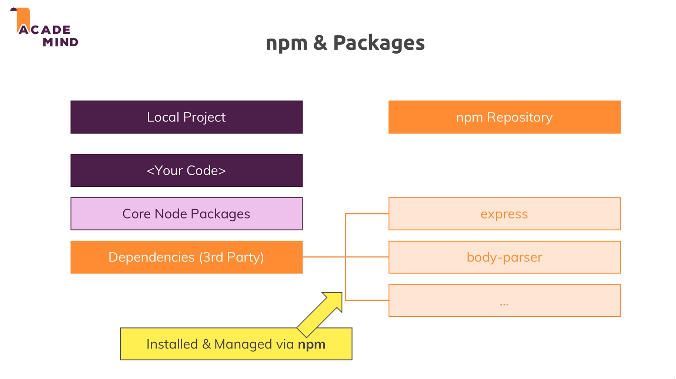 ACADE
MIND
npm & Packages
Local Project
npm Repository
<Your Code>
Core Node Packages
express
Dependencies (3rd Party)
body-parser
...
Installed & Managed via npm